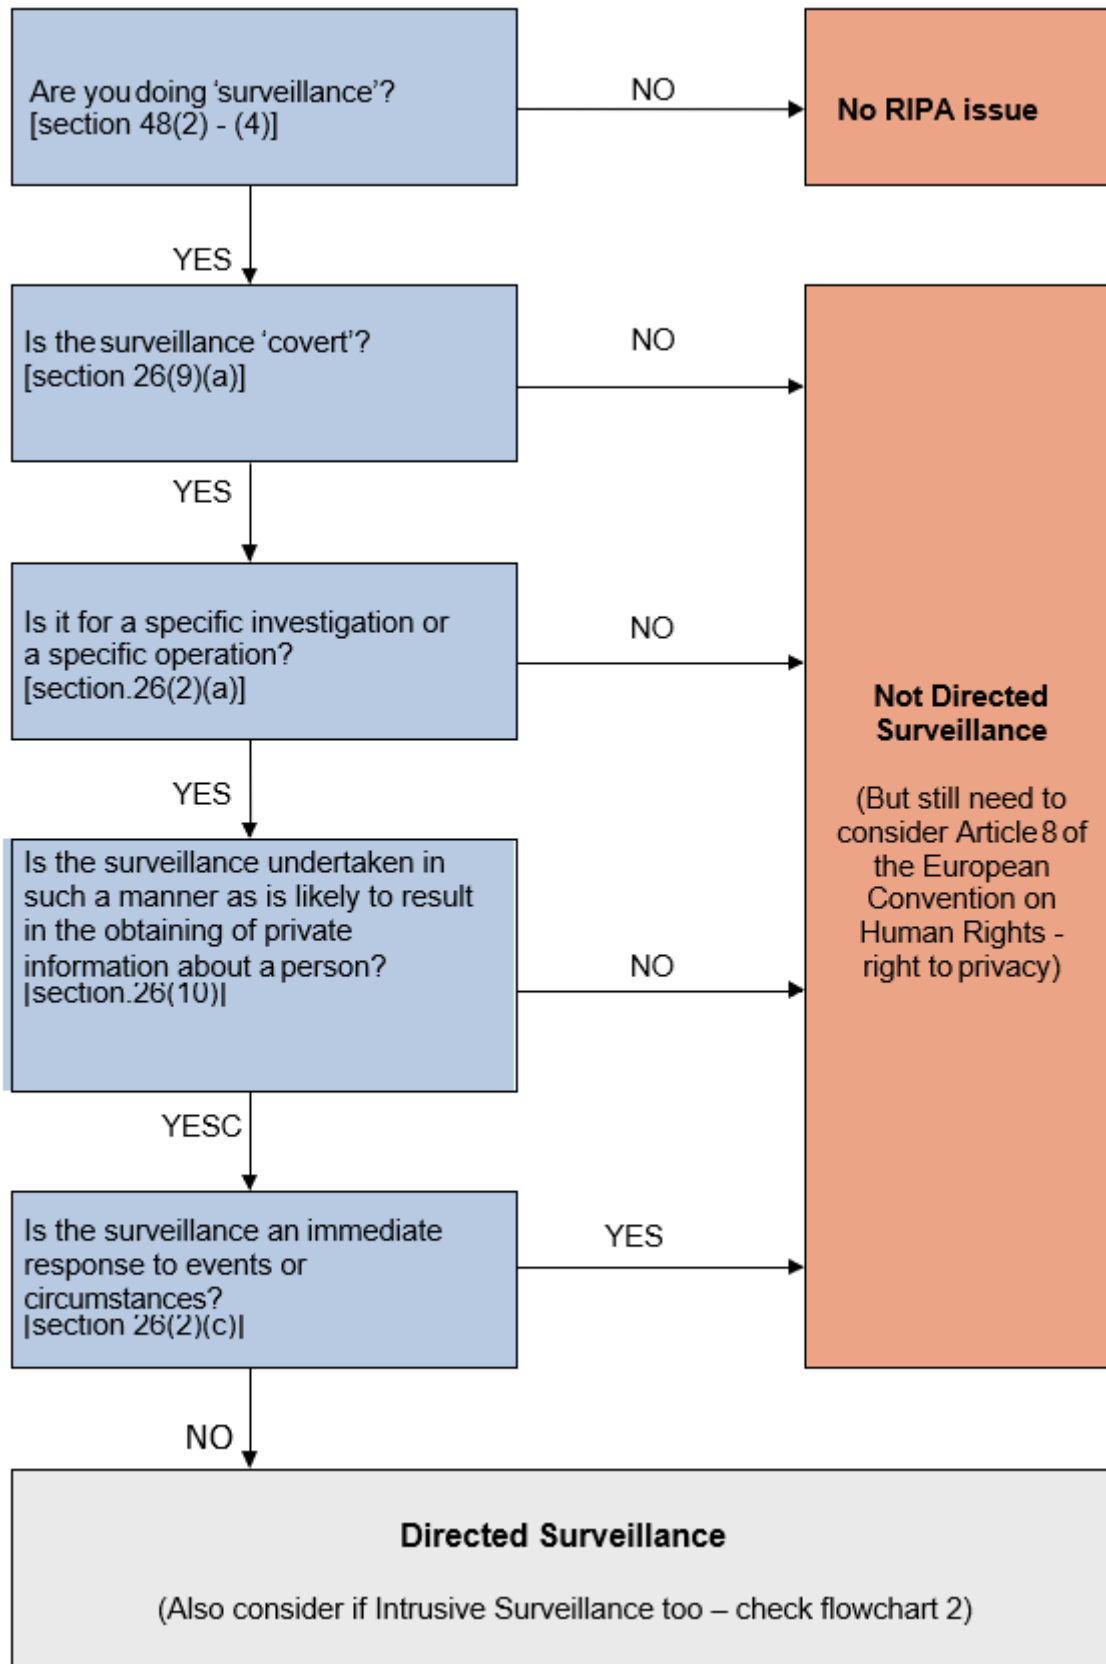 Are you doing ‘surveillance’?
[section 48(2) - (4)]
NO
No RIPA issue
YES
Is the surveillance ‘covert’?
[section 26(9)(a)]
NO
YES
Is it for a specific investigation or
a specific operation?
[section.26(2)(a)]
NO
YES
Is the surveillance undertaken in
such a manner as is likely to result
in the obtaining of private
information about a person?
[section.26(10)]
NO
YESC
Is the surveillance an immediate
response to events or
circumstances?
[section 26(2)(c)]
YES
NO
Not Directed
Surveillance
(But still need to
consider Article 8 of
the European
Convention on
Human Rights -
right to privacy)
Directed Surveillance
(Also consider if Intrusive Surveillance too – check flowchart 2)